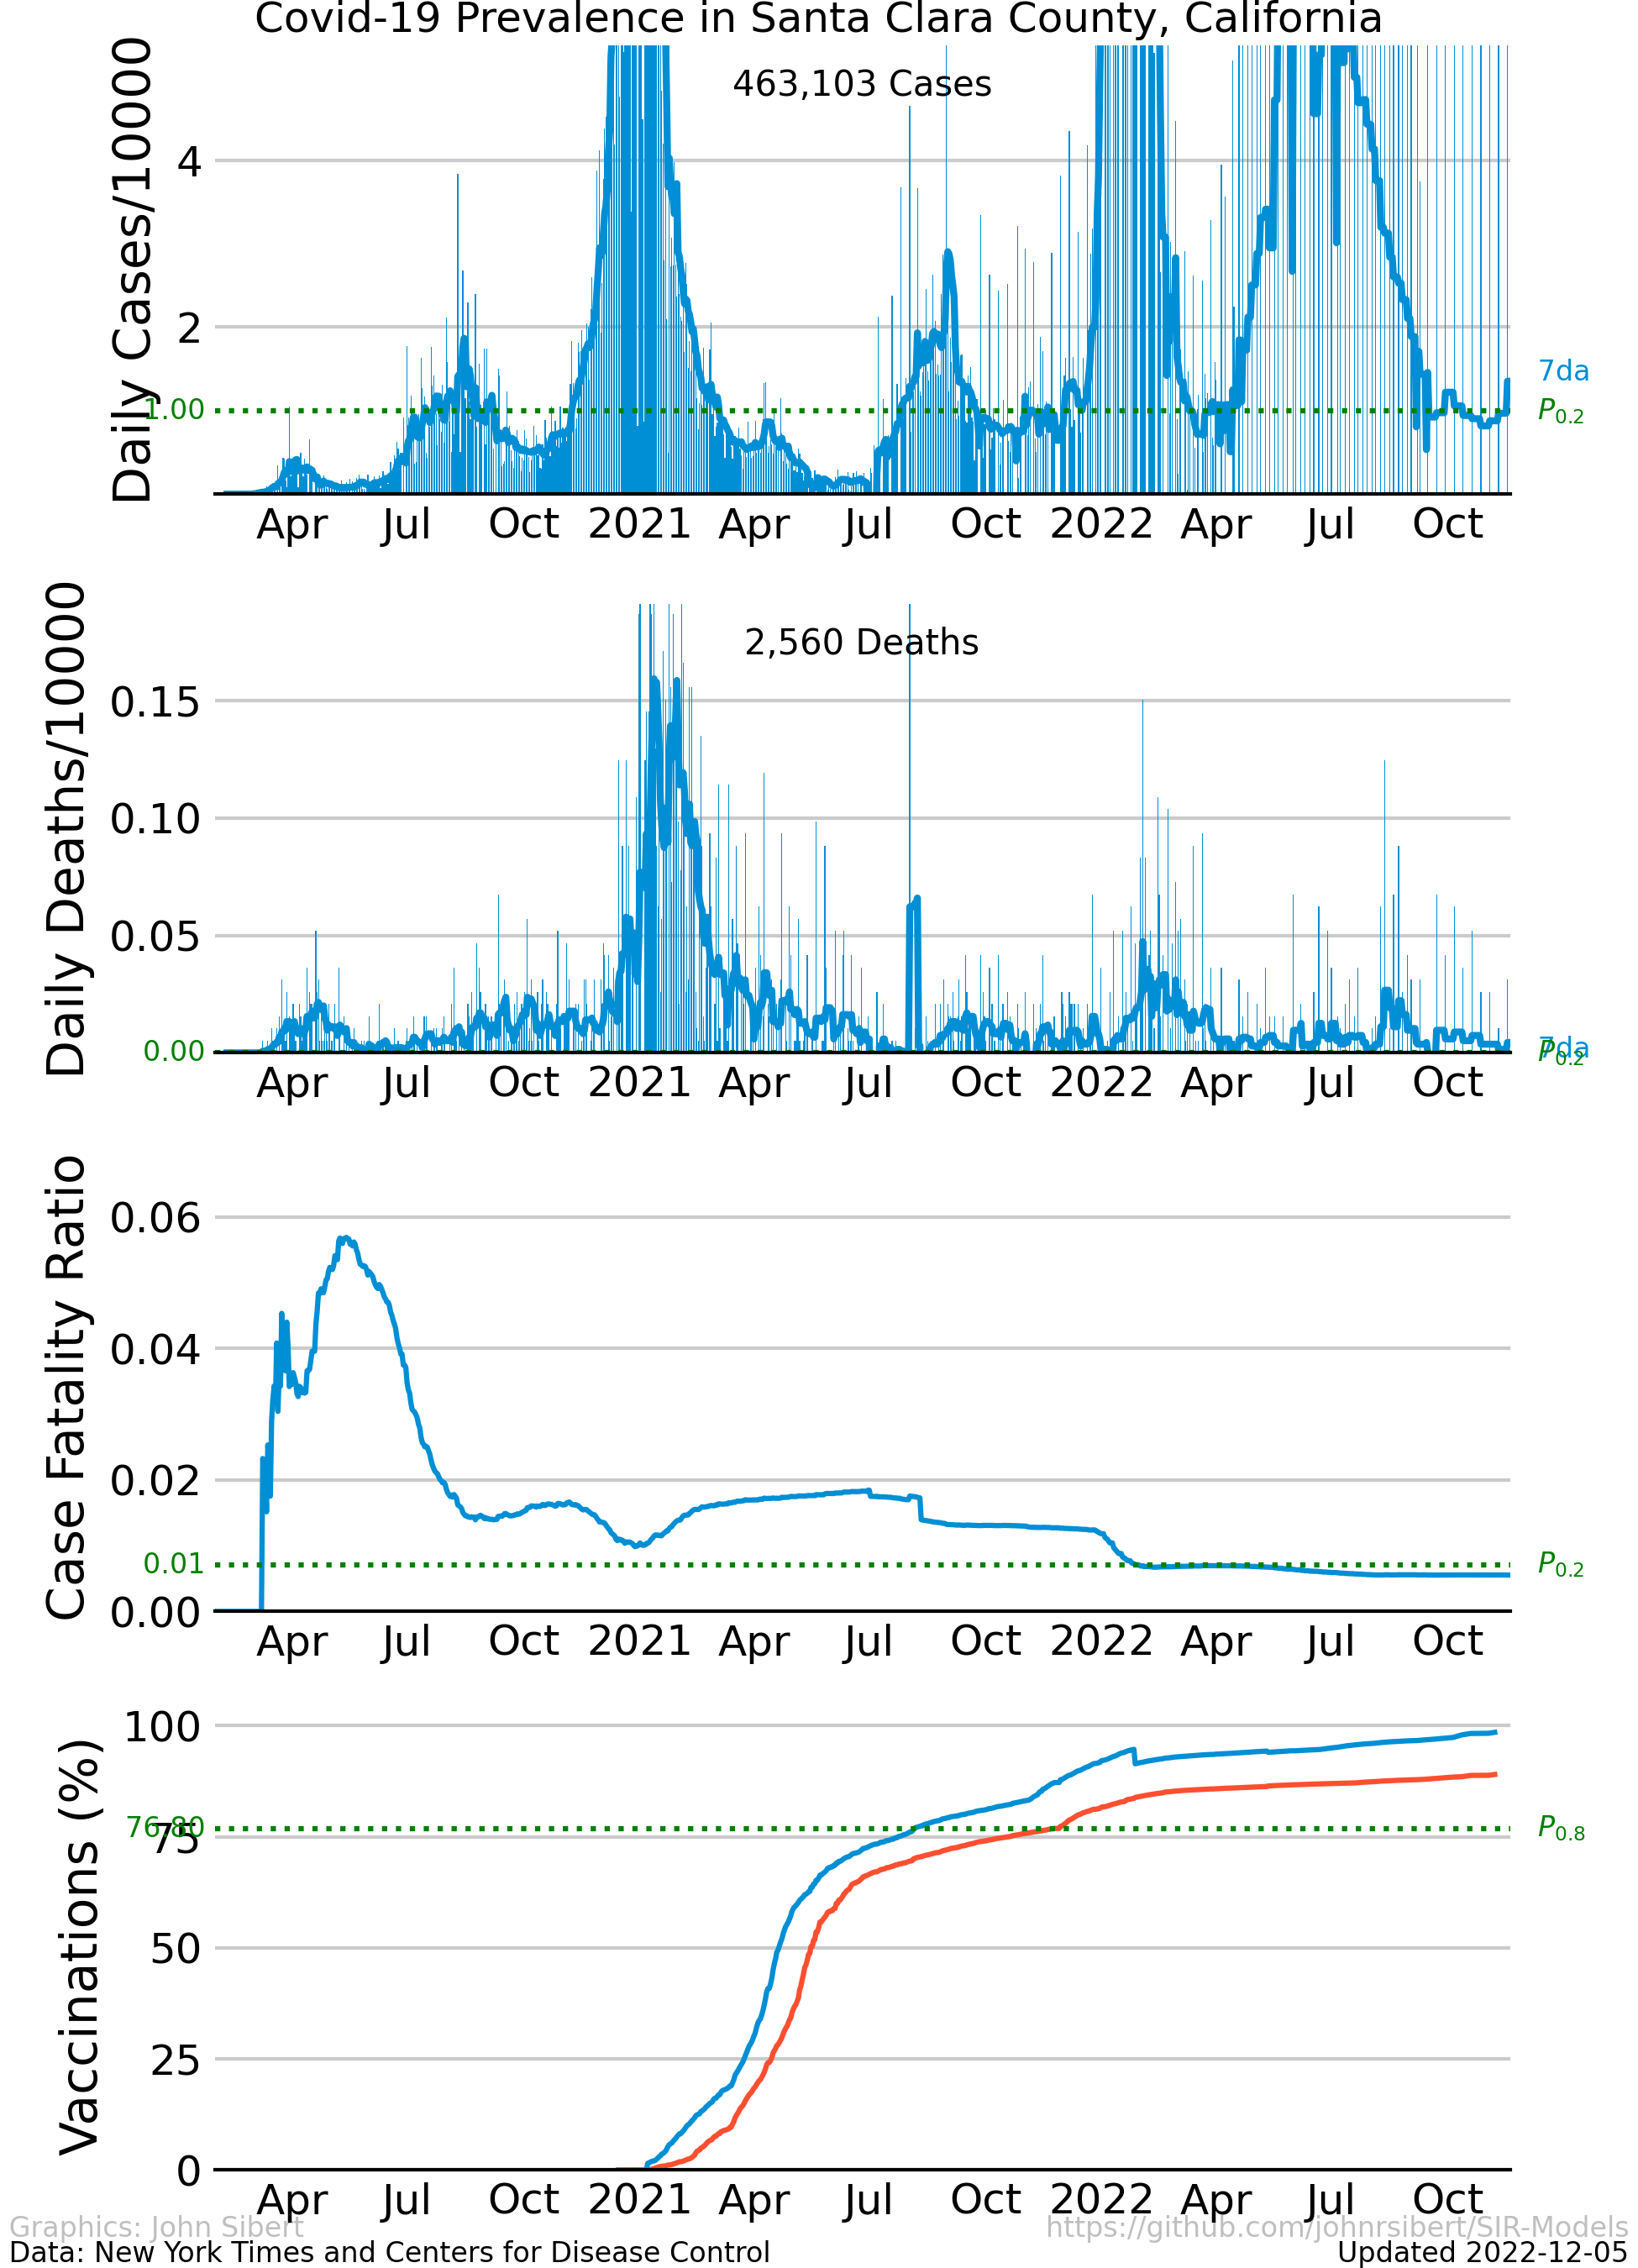 Covid-19 Prevalence in Santa Clara County, California
Daily Cases/10000
463,103 Cases
4
2
1.00
7da
P0.2
Apr Jul Oct 2021 Apr Jul Oct 2022 Apr Jul Oct
Daily Deaths/10000
2,560 Deaths
0.15
0.10
0.05
0.00
7da
P0.2
Apr Jul Oct 2021 Apr Jul Oct 2022 Apr Jul Oct
Case Fatality Ratio
0.06
0.04
0.02
0.01
P0.2
0.00
Apr Jul Oct 2021 Apr Jul Oct 2022 Apr Jul Oct
Vaccinations (%)
100
76.80
P0.8
75
50
25
0
Apr Jul Oct 2021 Apr Jul Oct 2022 Apr Jul Oct
Graphics: John Sibert https://github.com/johnrsibert/SIR-Models
Data: New York Times and Centers for Disease Control Updated 2022-12-05